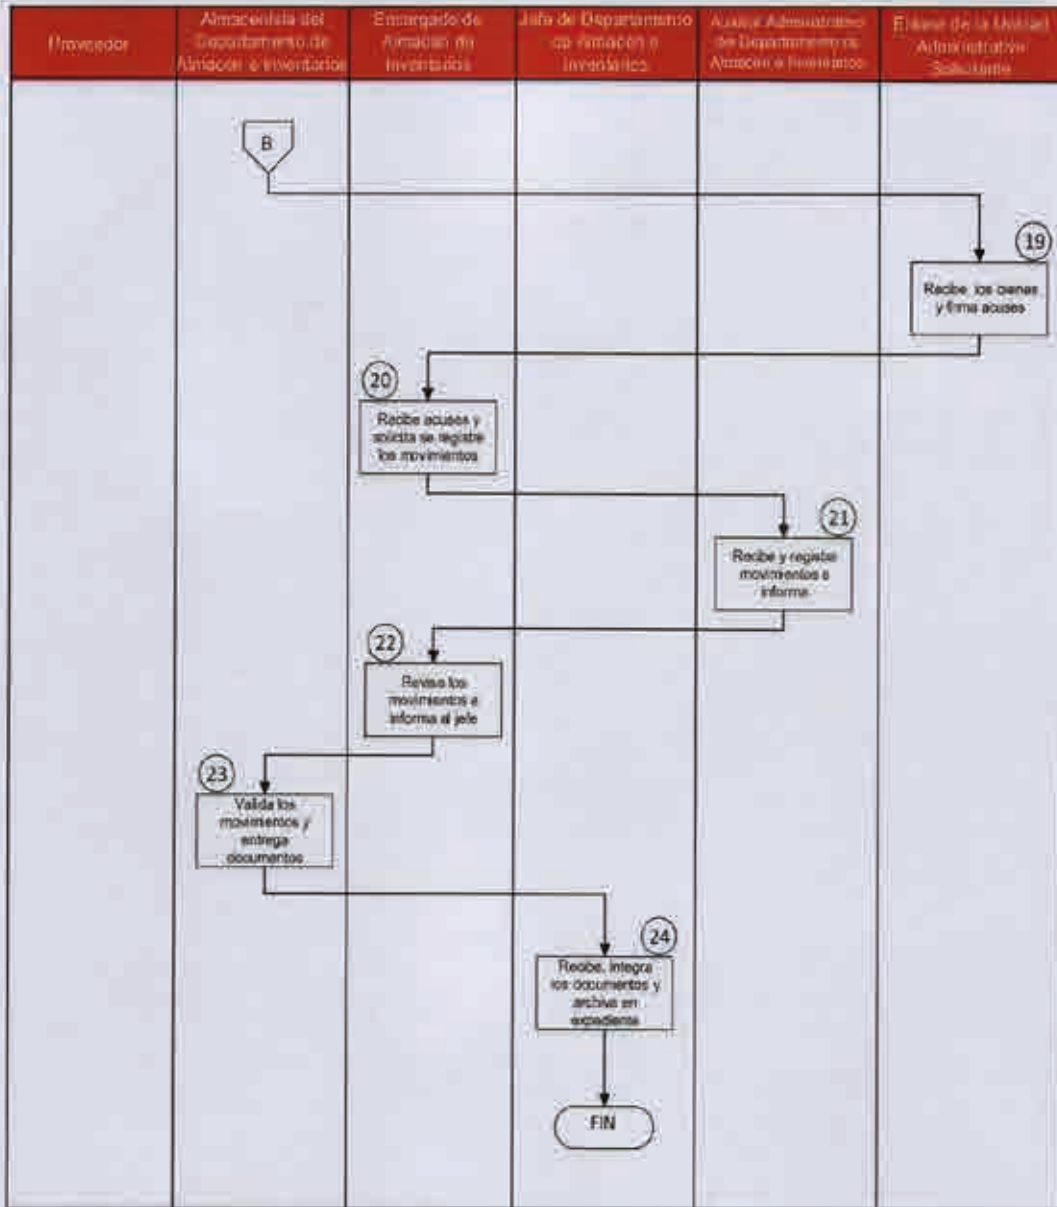 Proveedor
Almacenista del
Departamento de
Almacén e Inventarios
Encargado de
Almacén de
Inventarios
Jefe de Departamento
de Almacén e
Inventarios
Auxiliar Administrativo
de Departamento de
Almacén e Inventarios
Enlace de la Unidad
Administrativa
Solicitante
B
19
Recibe, los bienes
y firma acuses
20
Recibe acuses y
solicita se registre
los movimientos
21
Recibe y registra
movimientos e
informa
22
Revisa los
movimientos e
informa al jefe
23
Valida los
movimientos y
entrega
documentos
24
Recibe, integra
los documentos y
archiva en
expediente
FIN